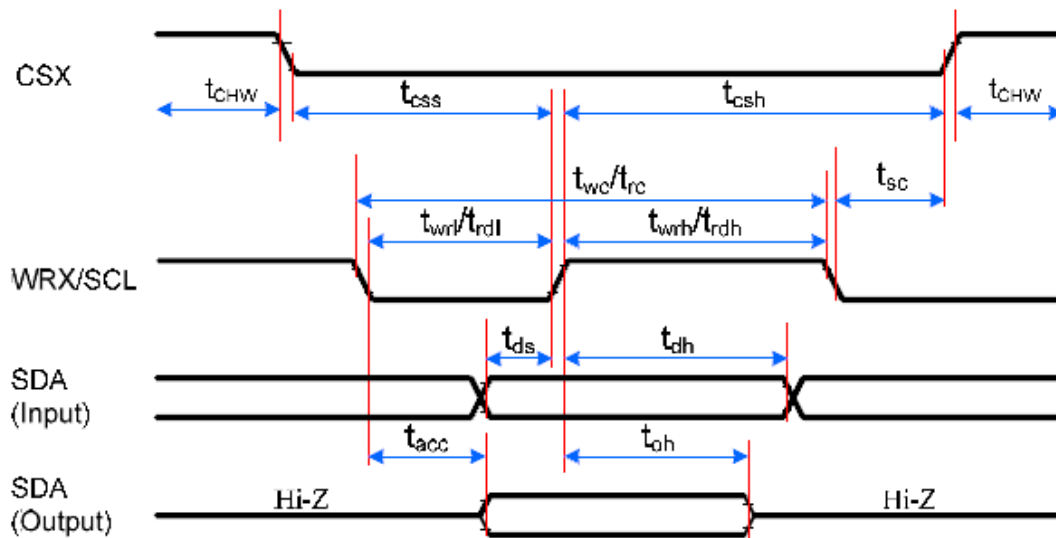 CSX
tCHW
tcss
tcsh
tCHW
twc/trc
tsc
twrl/trdl
twrh/trdh
WRX/SCL
tds
tdh
SDA
(Input)
tacc
toh
SDA
(Output)
Hi-Z
Hi-Z